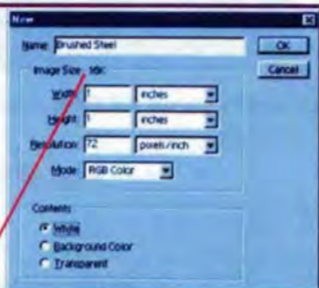 New
Name: Brushed Steel
OK
Image Size: 16K
Cancel
Width: 1 inches
Height: 1 inches
Resolution: 72 pixels/inch
Mode: RGB Color
Contents
White
Background Color
Transparent